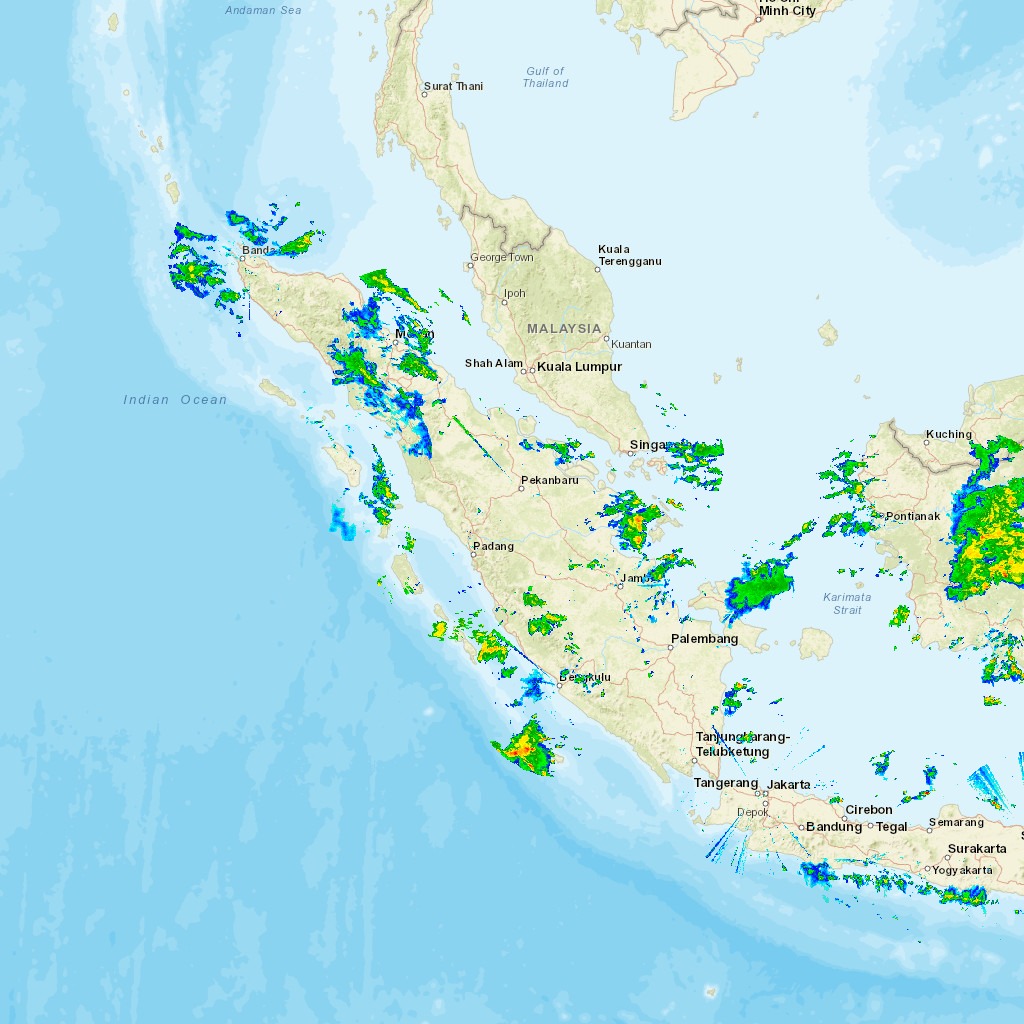 Andaman Sea
Minh City
Gulf of
Thailand
Surat Thani
Banda
George Town
Kuala
Terengganu
Ipoh
MALAYSIA
Kuantan
Shah Alam
Kuala Lumpur
Indian Ocean
Kuching
Pekanbaru
Pontianak
Padang
Karimata
Strait
Palembang
Tanjungkarang-
Telubketung
Tangerang
Jakarta
Depok
Cirebon
Bandung
Tegal
Semarang
Surakarta
Yogyakarta